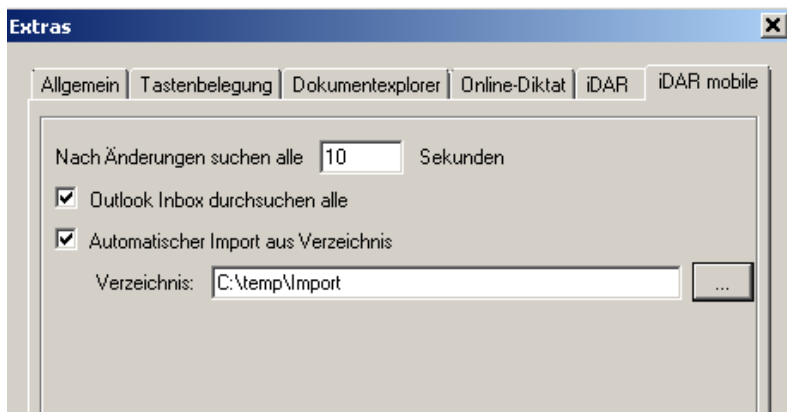 Extras
Allgemein Tastenbelegung Dokumentexplorer Online-Diktat iDAR iDAR mobile
Nach Änderungen suchen alle 10 Sekunden
Outlook Inbox durchsuchen alle
Automatischer Import aus Verzeichnis
Verzeichnis: C:\temp\Import ...